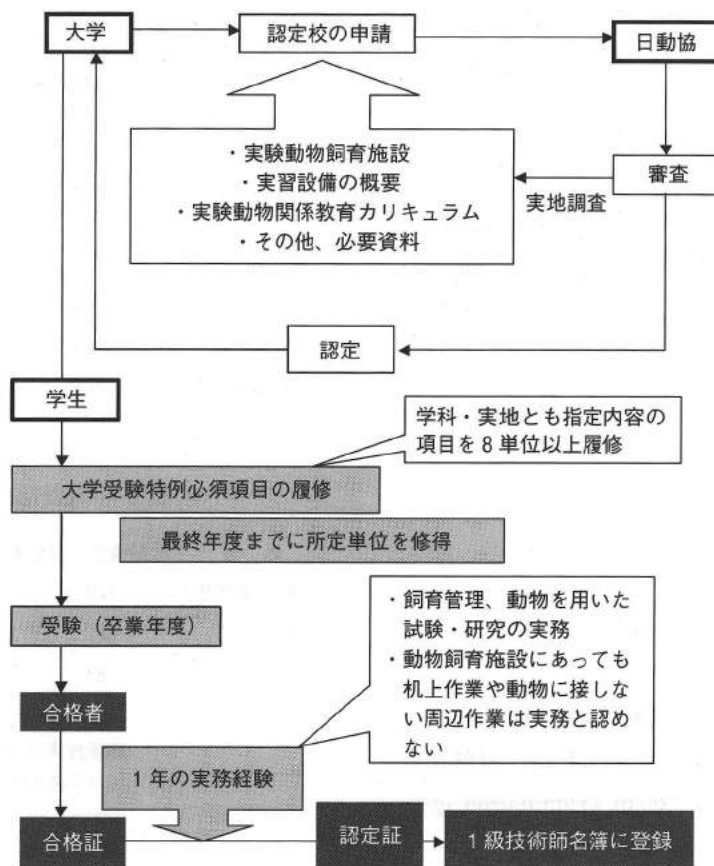 大学
認定校の申請
日動協
・実験動物飼育施設
・実習設備の概要
・実験動物関係教育カリキュラム
・その他、必要資料
審査
実地調査
認定
学生
学科・実地とも指定内容の
項目を8単位以上履修
大学受験特例必須項目の履修
最終年度までに所定単位を修得
受験（卒業年度）
・飼育管理、動物を用いた
試験・研究の実務
・動物飼育施設にあっても
机上作業や動物に接しな
い周辺作業は実務と認め
ない
合格者
1年の実務経験
合格証
認定証
1級技術師名簿に登録